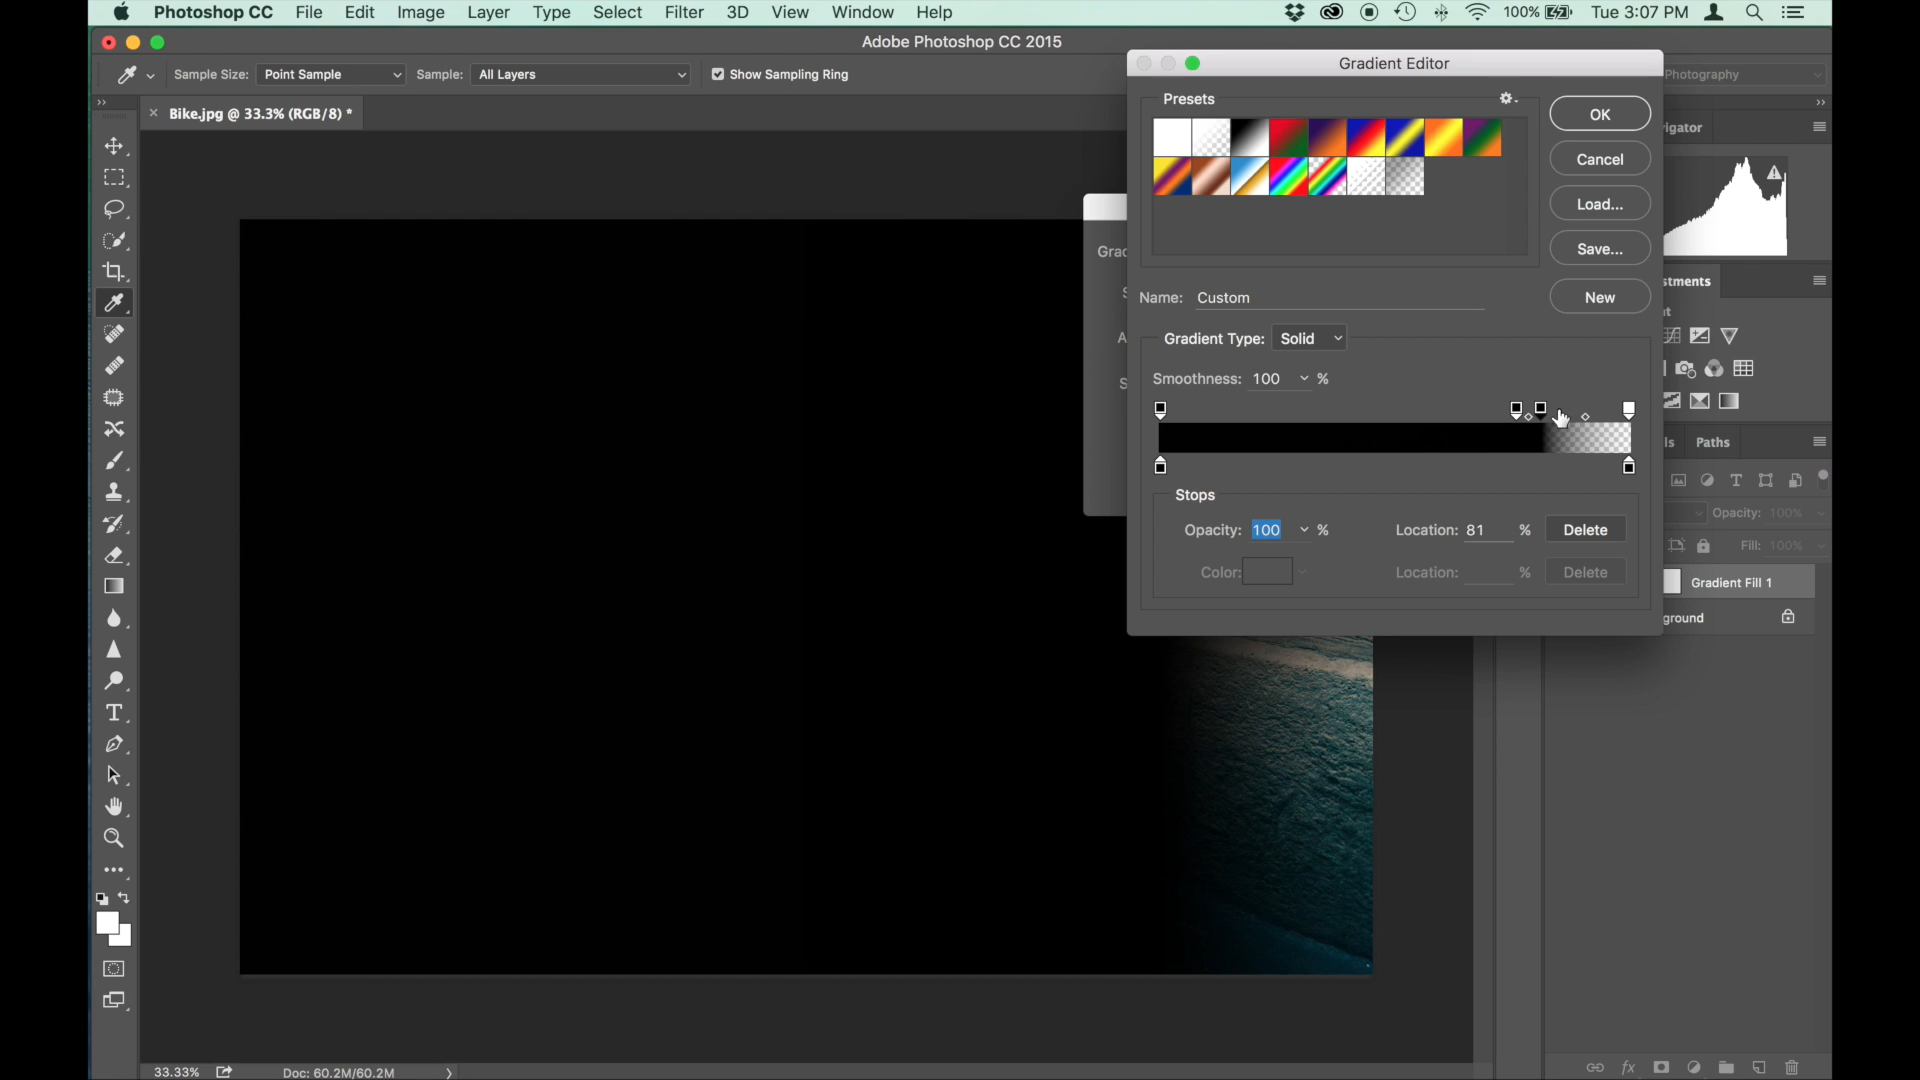 Photoshop CC File Edit Image Layer Type Select Filter 3D View Window Help 100% Tue 3:07 PM
Adobe Photoshop CC 2015
Sample Size: Point Sample Sample: All Layers Show Sampling Ring
Gradient Editor
Photography
Bike.jpg @ 33.3% (RGB/8) *
Presets
OK
igator
Cancel
Load...
Save...
Grad
stments
Name: Custom
New
Gradient Type: Solid
Smoothness: 100 %
ls Paths
Stops
Opacity: 100%
Opacity: 100 % Location: 81 % Delete
Fill: 100%
Color: Location: % Delete
Gradient Fill 1
ground
T
fx
33.33% Doc: 60.2M/60.2M